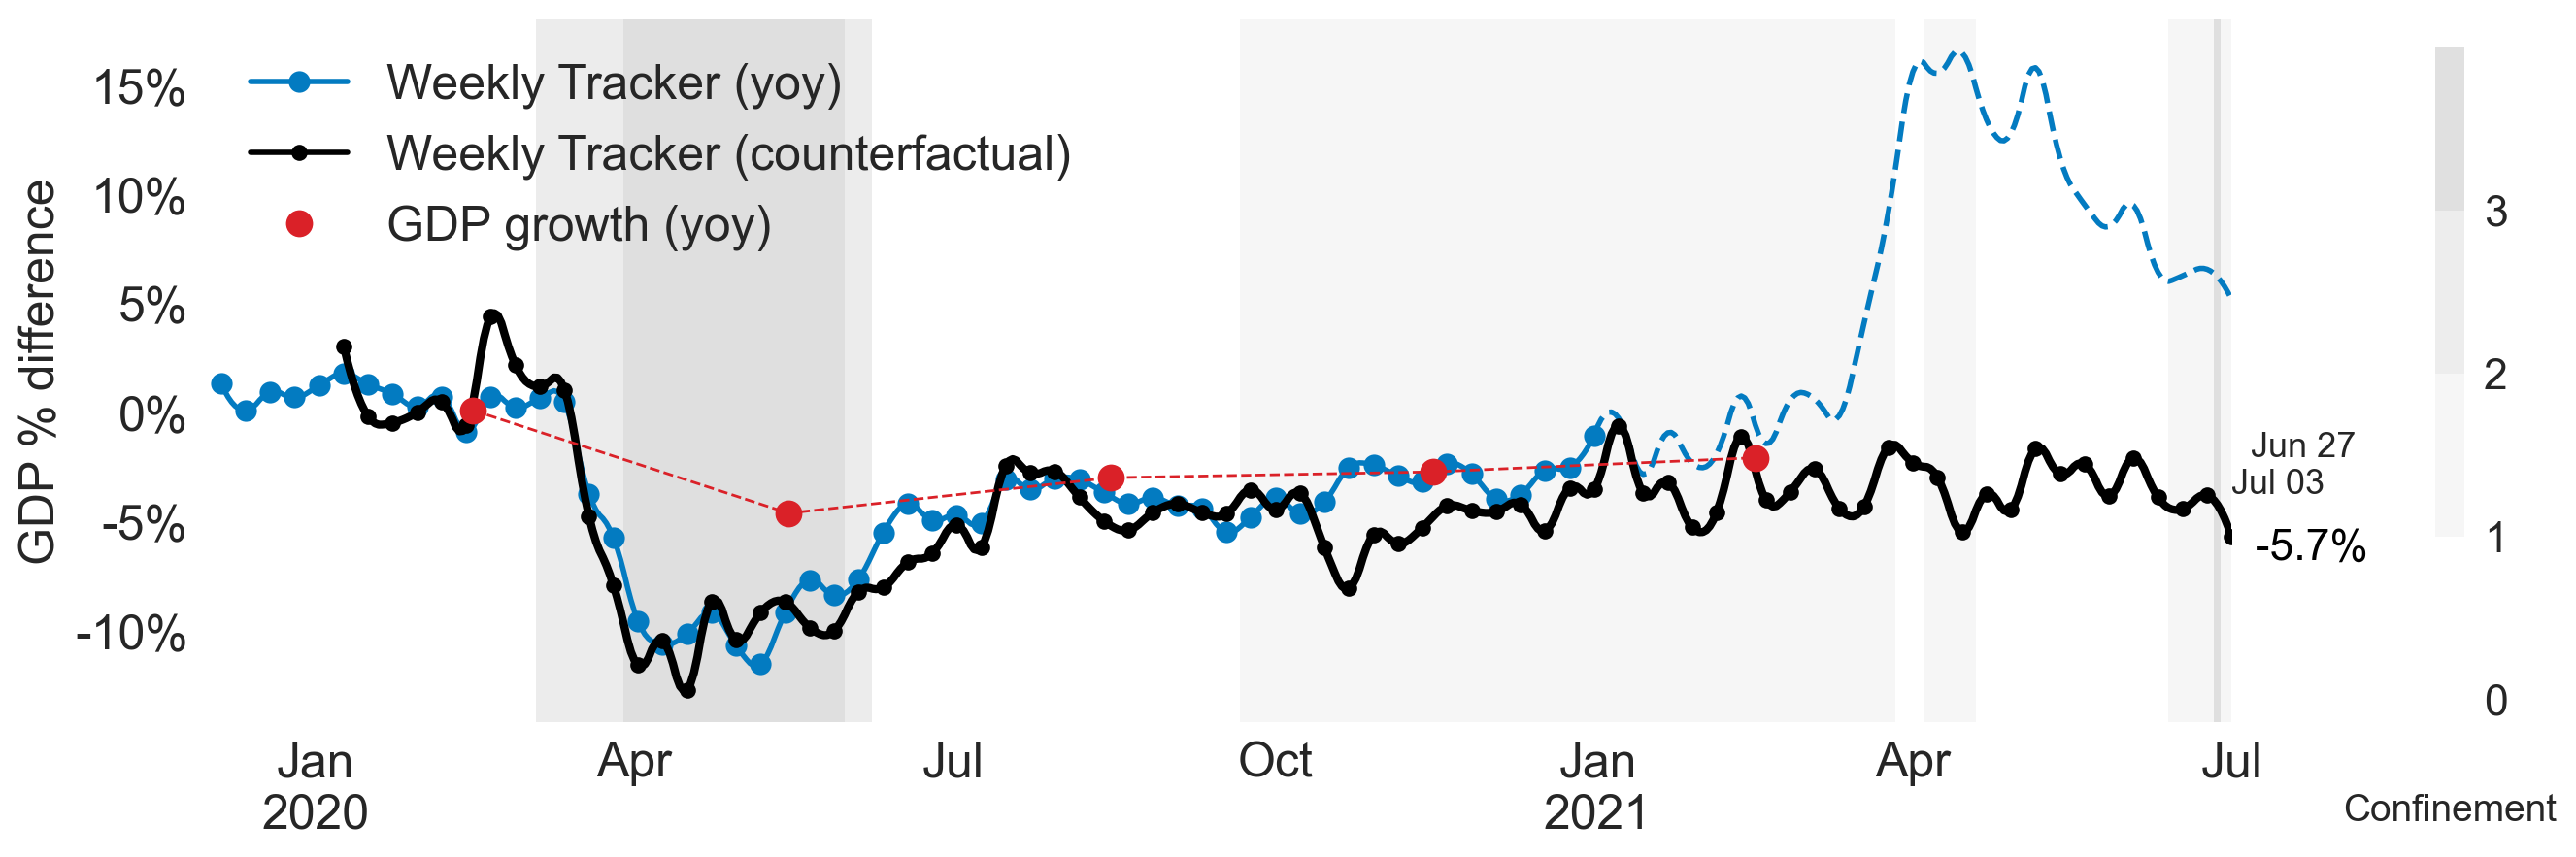 Weekly Tracker (yoy)
Weekly Tracker (counterfactual)
GDP growth (yoy)
GDP % difference
15%
10%
5%
0%
-5%
-10%
Jan
2020
Apr
Jul
Oct
Jan
2021
Apr
Jul
Jun 27
Jul 03
-5.7%
3
2
1
0
Confinement